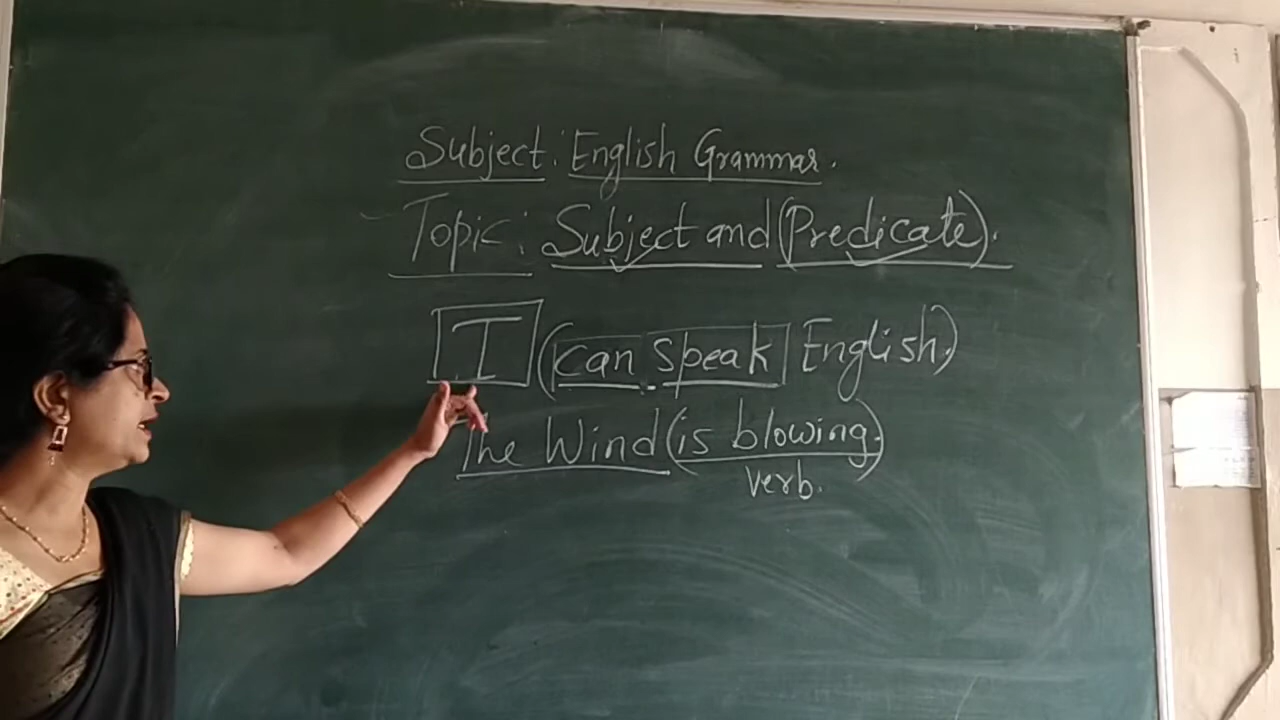 Subject: English Grammar.
Topic: Subject and (Predicate).
I (can speak English.)
The Wind (is blowing.)
verb.